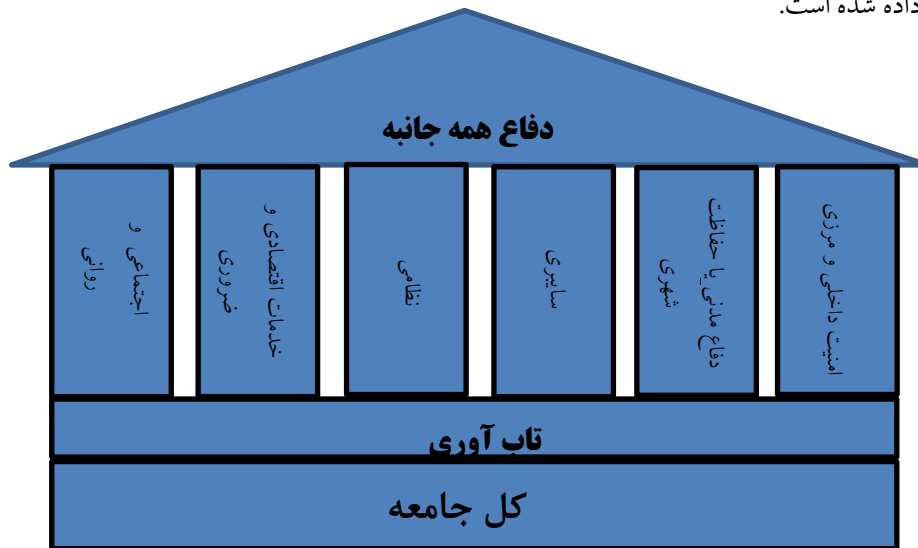 داده شده است.
دفاع همه جانبه
امنیت داخلی و مرزی
دفاع مدنی یا حفاظت
شهری
سایبری
نظامی
خدمات اقتصادی و
ضروری
اجتماعی و
روانی
تاب آوری
کل جامعه